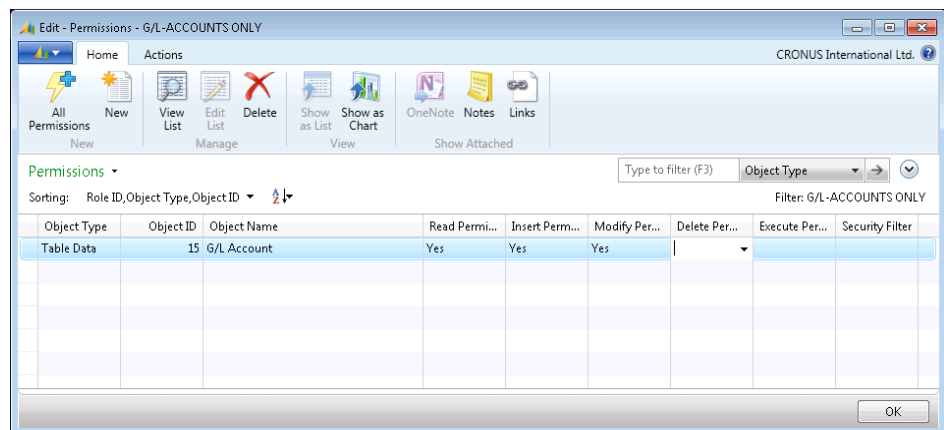 Edit - Permissions - G/L-ACCOUNTS ONLY
Home Actions CRONUS International Ltd.
All Permissions New View List Edit List Delete Show as List Show as Chart OneNote Notes Links
New Manage View Show Attached
Permissions Type to filter (F3) Object Type
Sorting: Role ID,Object Type,Object ID Filter: G/L-ACCOUNTS ONLY
Object Type Object ID Object Name Read Permi... Insert Perm... Modify Per... Delete Per... Execute Per... Security Filter
Table Data 15 G/L Account Yes Yes Yes
OK